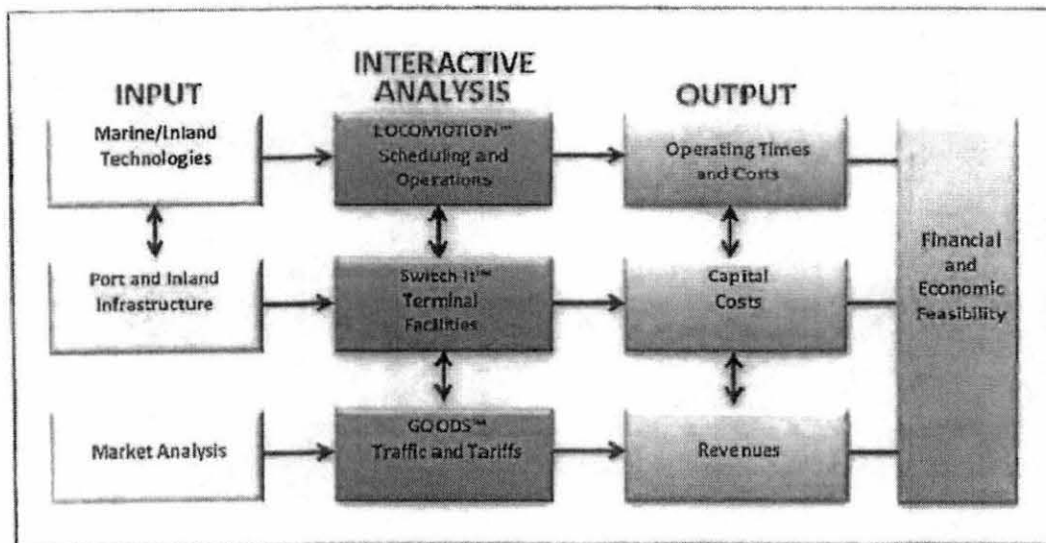 INPUT
INTERACTIVE
ANALYSIS
OUTPUT
Marine/Inland
Technologies
LOCOMOTION™
Scheduling and
Operations
Operating Times
and Costs
Port and Inland
Infrastructure
Switch It™
Terminal
Facilities
Capital
Costs
Market Analysis
GOODS™
Traffic and Tariffs
Revenues
Financial
and
Economic
Feasibility